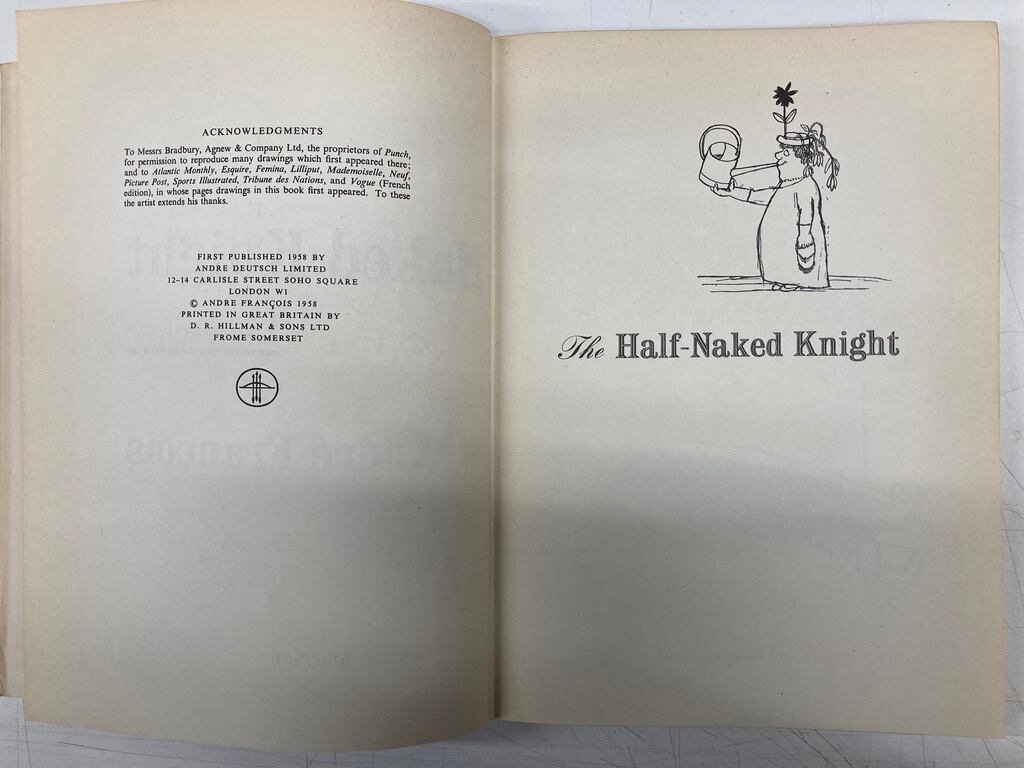 ACKNOWLEDGMENTS
To Messrs Bradbury, Agnew & Company Ltd, the proprietors of Punch,
for permission to reproduce many drawings which first appeared there;
and to Atlantic Monthly, Esquire, Femina, Lilliput, Mademoiselle, Neuf,
Picture Post, Sports Illustrated, Tribune des Nations, and Vogue (French
edition), in whose pages drawings in this book first appeared. To these
the artist extends his thanks.
FIRST PUBLISHED 1958 BY
ANDRE DEUTSCH LIMITED
12–14 CARLISLE STREET SOHO SQUARE
LONDON W1
© ANDRE FRANÇOIS 1958
PRINTED IN GREAT BRITAIN BY
D. R. HILLMAN & SONS LTD
FROME SOMERSET
The Half-Naked Knight